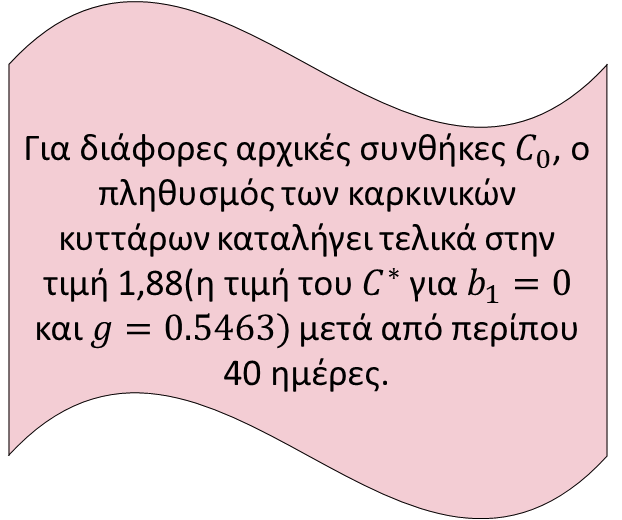 Για διάφορες αρχικές συνθήκες C₀, ο
πληθυσμός των καρκινικών
κυττάρων καταλήγει τελικά στην
τιμή 1,88(η τιμή του C* για b₁ = 0
και g = 0.5463) μετά από περίπου
40 ημέρες.